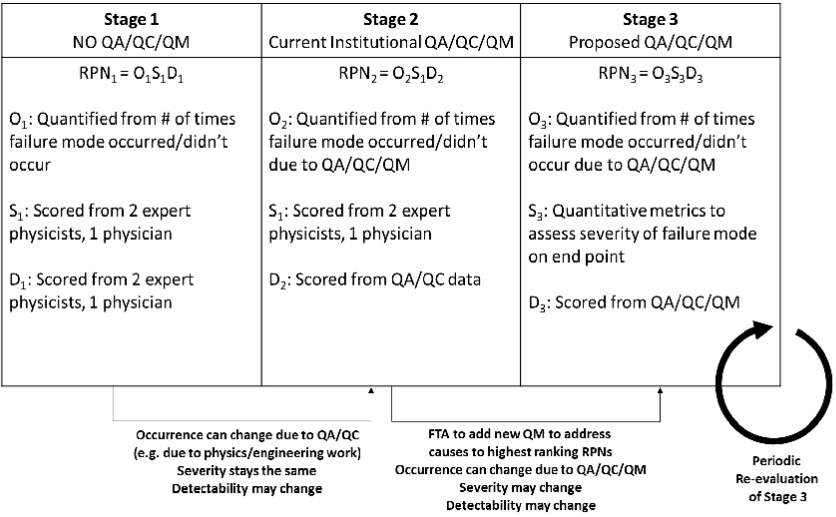 Stage 1
NO QA/QC/QM
RPN₁ = O₁S₁D₁
O₁: Quantified from # of times
failure mode occurred/didn't
occur
S₁: Scored from 2 expert
physicists, 1 physician
D₁: Scored from 2 expert
physicists, 1 physician
Stage 2
Current Institutional QA/QC/QM
RPN₂ = O₂S₁D₂
O₂: Quantified from # of times
failure mode occurred/didn't
due to QA/QC/QM
S₁: Scored from 2 expert
physicists, 1 physician
D₂: Scored from QA/QC data
Stage 3
Proposed QA/QC/QM
RPN₃ = O₃S₃D₃
O₃: Quantified from # of times
failure mode occurred/didn't
occur due to QA/QC/QM
S₃: Quantitative metrics to
assess severity of failure mode
on end point
D₃: Scored from QA/QC/QM
Occurrence can change due to QA/QC
(e.g. due to physics/engineering work)
Severity stays the same
Detectability may change
FTA to add new QM to address
causes to highest ranking RPNs
Occurrence can change due to QA/QC/QM
Severity may change
Detectability may change
Periodic
Re-evaluation
of Stage 3